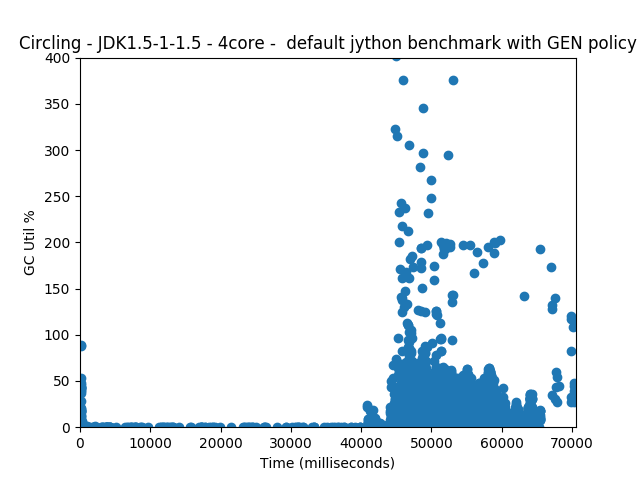 Circling - JDK1.5-1-1.5 - 4core -  default jython benchmark with GEN policy
400
350
300
250
200
150
100
50
0
GC Util %
0 10000 20000 30000 40000 50000 60000 70000
Time (milliseconds)